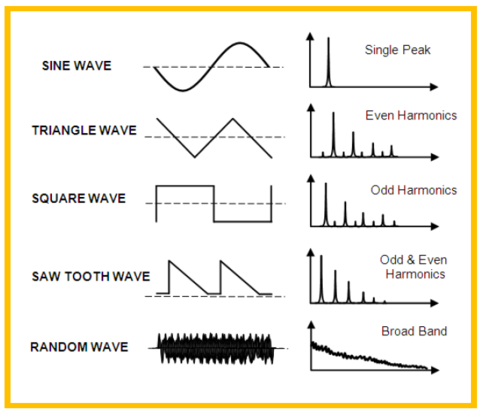 SINE WAVE
Single Peak
TRIANGLE WAVE
Even Harmonics
SQUARE WAVE
Odd Harmonics
SAW TOOTH WAVE
Odd & Even
Harmonics
RANDOM WAVE
Broad Band